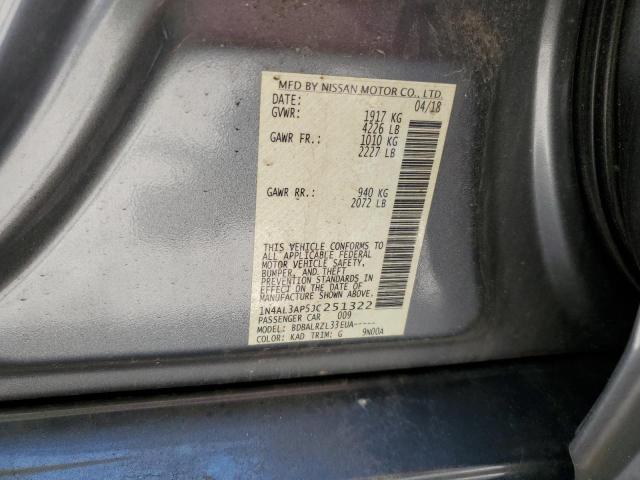 MFD BY NISSAN MOTOR CO., LTD.
DATE: 04/18
GVWR: 1917 KG
4226 LB
GAWR FR.: 1010 KG
2227 LB
GAWR RR.: 940 KG
2072 LB
THIS VEHICLE CONFORMS TO
ALL APPLICABLE FEDERAL
MOTOR VEHICLE SAFETY,
BUMPER, AND THEFT
PREVENTION STANDARDS IN
EFFECT ON THE DATE OF
MANUFACTURE SHOWN ABOVE.
1N4AL3AP5JC251322
PASSENGER CAR 009
MODEL: BDBALRZL33EUA-----
COLOR: KAD TRIM: G 9N00A